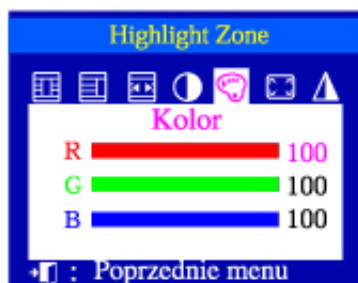 Highlight Zone
Kolor
R 100
G 100
B 100
: Poprzednie menu